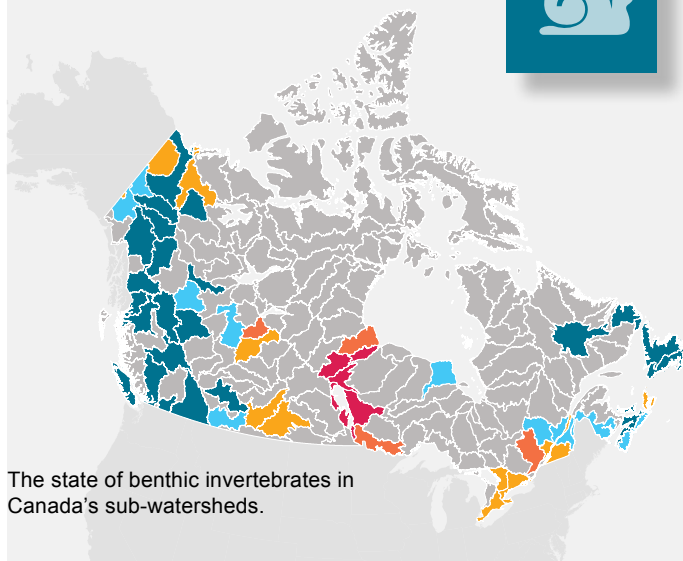 The state of benthic invertebrates in
Canada’s sub-watersheds.